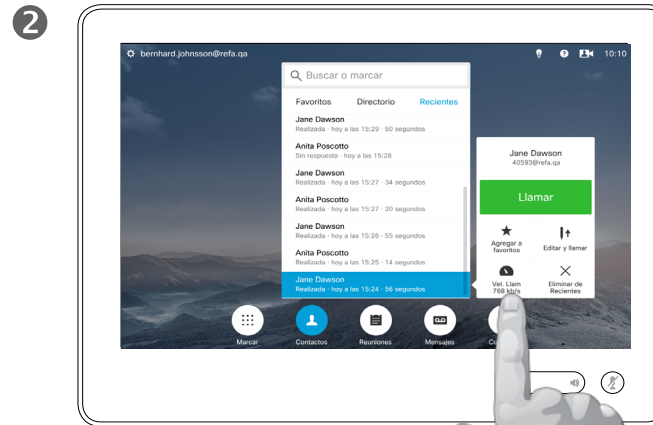 2
bernhard.johnsson@refa.qa
10:10
Buscar o marcar
Favoritos Directorio Recientes
Jane Dawson
Realizada · hoy a las 15:29 · 50 segundos
Anita Poscotto
Sin respuesta · hoy a las 15:28
Jane Dawson
Realizada · hoy a las 15:27 · 34 segundos
Anita Poscotto
Realizada · hoy a las 15:27 · 20 segundos
Jane Dawson
Realizada · hoy a las 15:26 · 55 segundos
Anita Poscotto
Realizada · hoy a las 15:25 · 14 segundos
Jane Dawson
Realizada · hoy a las 15:24 · 56 segundos
Jane Dawson
40593@refa.qa
Llamar
Agregar a
favoritos
Editar y llamar
Vel. Llam
768 kb/s
Eliminar de
Recientes
Marcar
Contactos
Reuniones
Mensajes